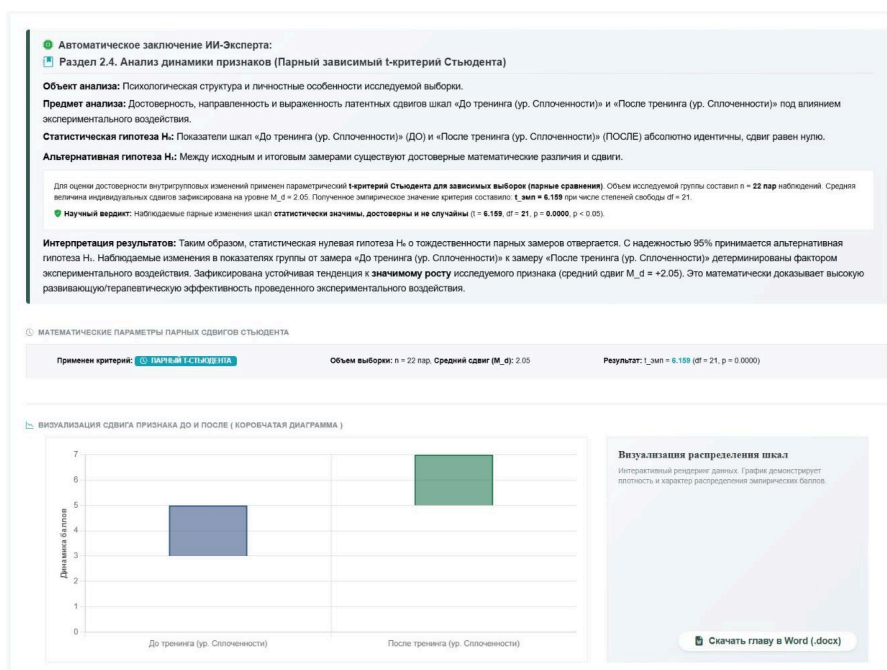 Автоматическое заключение ИИ-Эксперта:
Раздел 2.4. Анализ динамики признаков (Парный зависимый t-критерий Стьюдента)
Объект анализа: Психологическая структура и личностные особенности исследуемой выборки.
Предмет анализа: Достоверность, направленность и выраженность латентных сдвигов шкал «До тренинга (ур. Сплоченности)» и «После тренинга (ур. Сплоченности)» под влиянием
экспериментального воздействия.
Статистическая гипотеза H₀: Показатели шкал «До тренинга (ур. Сплоченности)» (ДО) и «После тренинга (ур. Сплоченности)» (ПОСЛЕ) абсолютно идентичны, сдвиг равен нулю.
Альтернативная гипотеза H₁: Между исходным и итоговым замерами существуют достоверные математические различия и сдвиги.
Для оценки достоверности внутригрупповых изменений применен параметрический t-критерий Стьюдента для зависимых выборок (парные сравнения). Объем исследуемой группы составил n = 22 пар наблюдений. Средняя
величина индивидуальных сдвигов зафиксирована на уровне M_d = 2.05. Полученное эмпирическое значение критерия составило: t_эмп = 6.159 при числе степеней свободы df = 21.
Научный вердикт: Наблюдаемые парные изменения шкал статистически значимы, достоверны и не случайны (t = 6.159, df = 21, p = 0.0000, p < 0.05).
Интерпретация результатов: Таким образом, статистическая нулевая гипотеза H₀ о тождественности парных замеров отвергается. С надежностью 95% принимается альтернативная
гипотеза H₁. Наблюдаемые изменения в показателях группы от замера «До тренинга (ур. Сплоченности)» к замеру «После тренинга (ур. Сплоченности)» детерминированы фактором
экспериментального воздействия. Зафиксирована устойчивая тенденция к значимому росту исследуемого признака (средний сдвиг M_d = +2.05). Это математически доказывает высокую
развивающую/терапевтическую эффективность проведенного экспериментального воздействия.
МАТЕМАТИЧЕСКИЕ ПАРАМЕТРЫ ПАРНЫХ СДВИГОВ СТЬЮДЕНТА
Применен критерий: ПАРНЫЙ Т-СТЬЮДЕНТА Объем выборки: n = 22 пар, Средний сдвиг (M_d): 2.05 Результат: t_эмп = 6.159 (df = 21, p = 0.0000)
ВИЗУАЛИЗАЦИЯ СДВИГА ПРИЗНАКА ДО И ПОСЛЕ ( КОРОБЧАТАЯ ДИАГРАММА )
Динамика баллов
7
6
5
4
3
2
1
0
До тренинга (ур. Сплоченности) После тренинга (ур. Сплоченности)
Визуализация распределения шкал
Интерактивный рендеринг данных. График демонстрирует
плотность и характер распределения эмпирических баллов.
Скачать главу в Word (.docx)